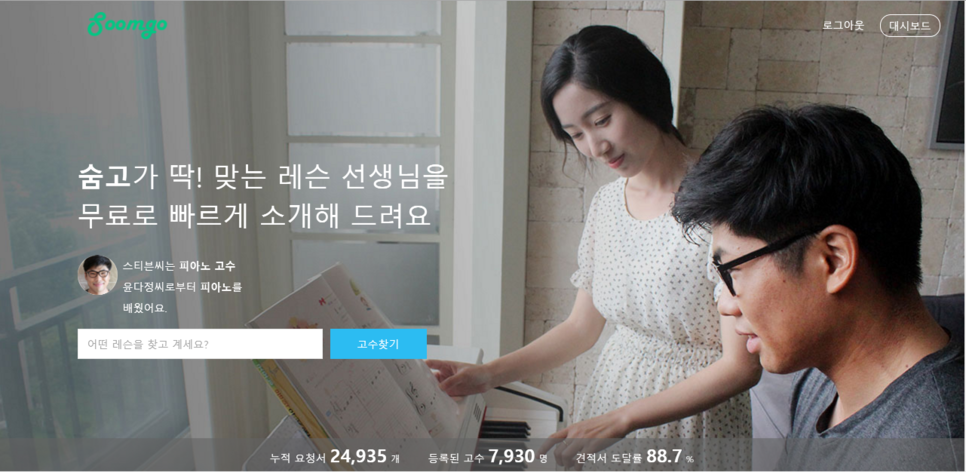 Soomgo
로그아웃
대시보드
숨고가 딱! 맞는 레슨 선생님을
무료로 빠르게 소개해 드려요
스티븐씨는 피아노 고수
윤다정씨로부터 피아노를
배웠어요.
어떤 레슨을 찾고 계세요?
고수찾기
누적 요청서 24,935 개
등록된 고수 7,930 명
견적서 도달률 88.7 %